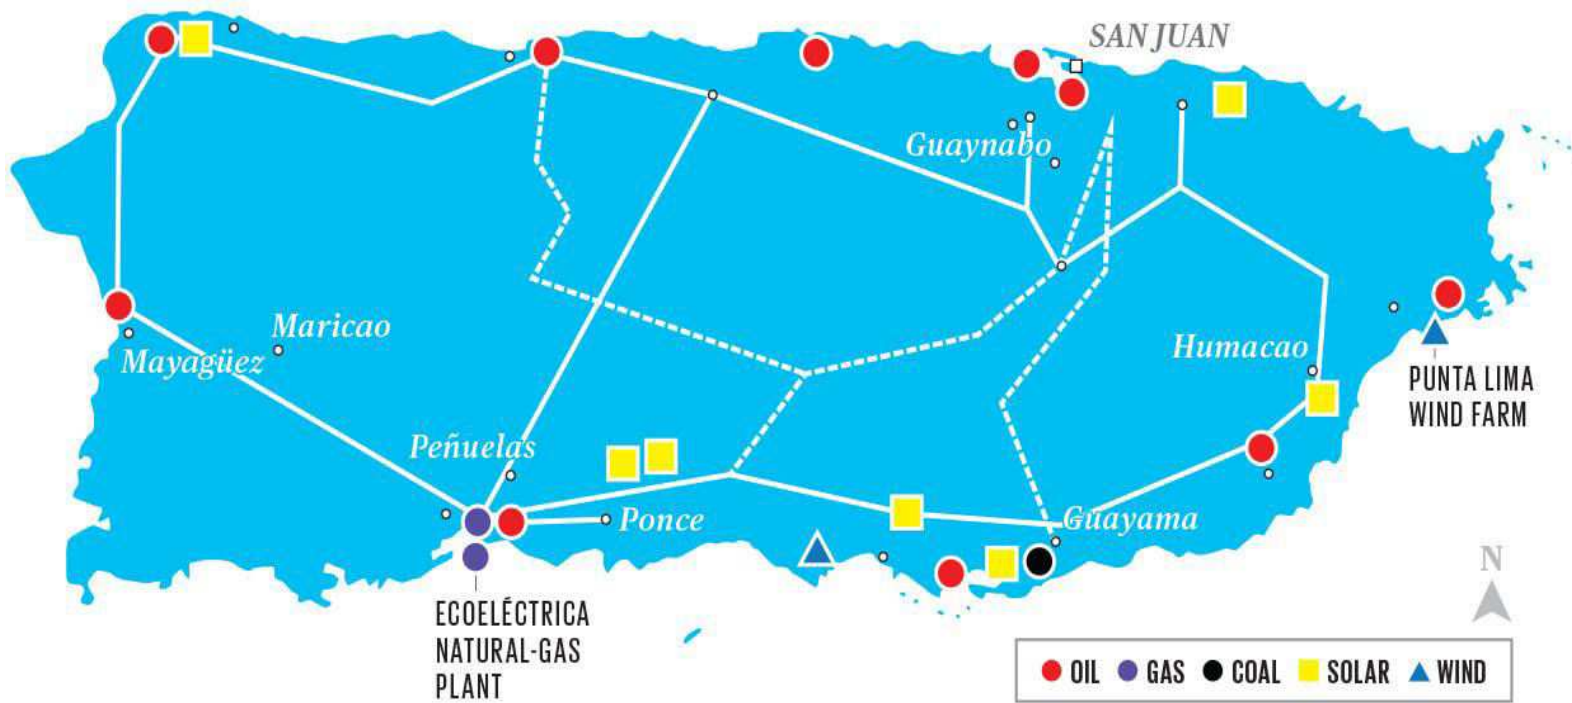 SAN JUAN
Guaynabo
Maricao
Mayagüez
Humacao
PUNTA LIMA
WIND FARM
Peñuelas
Ponce
Guayama
ECOELÉCTRICA
NATURAL-GAS
PLANT
N
OIL GAS COAL SOLAR WIND